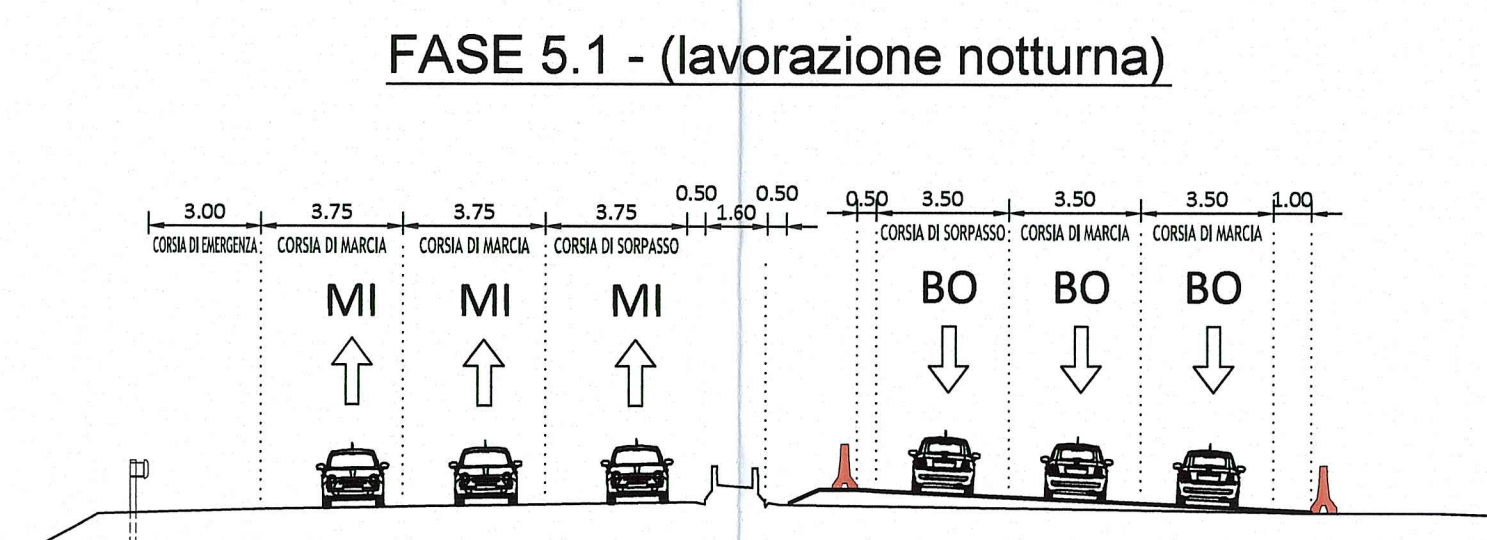 FASE 5.1 - (lavorazione notturna)
3.00 3.75 3.75 3.75 0.50 1.60 0.50 0.50 3.50 3.50 3.50 1.00
CORSIA DI EMERGENZA CORSIA DI MARCIA CORSIA DI MARCIA CORSIA DI SORPASSO CORSIA DI SORPASSO CORSIA DI MARCIA CORSIA DI MARCIA
MI MI MI BO BO BO